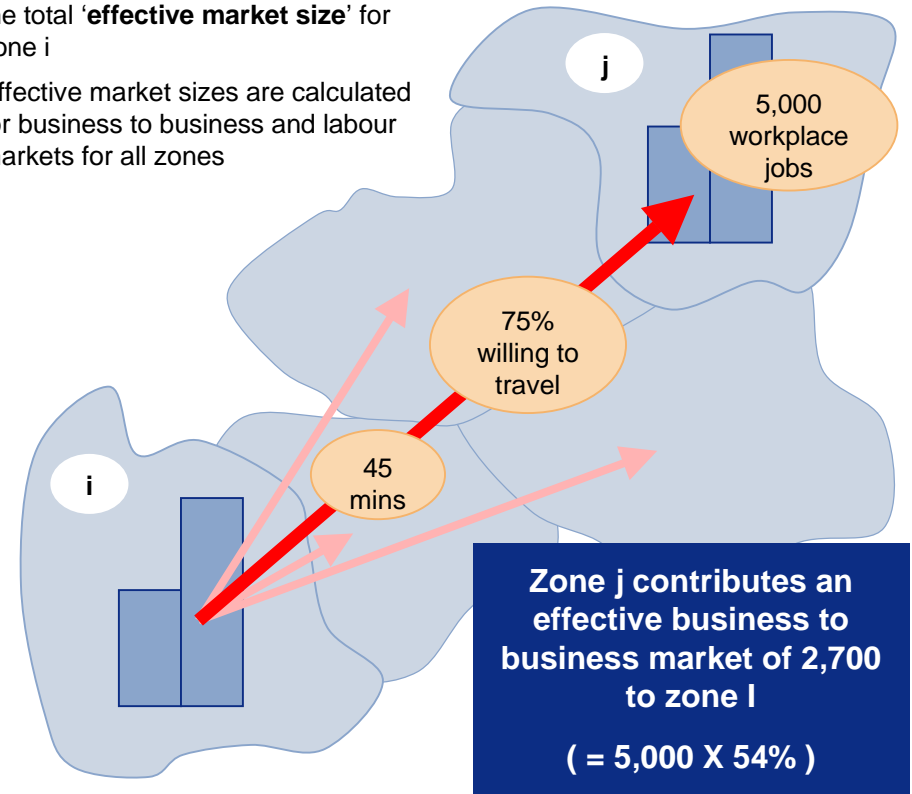 total 'effective market size' for
one i
ffective market sizes are calculated
or business to business and labour
arkets for all zones
j
5,000
workplace
jobs
75%
willing to
travel
45
mins
i
Zone j contributes an
effective business to
business market of 2,700
to zone I
( = 5,000 X 54% )